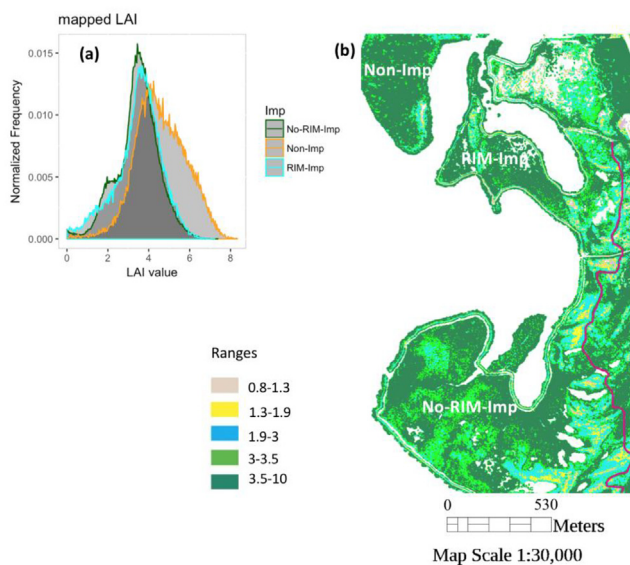 mapped LAI
(a)
0.015
0.010
0.005
0.000
Normalized Frequency
0 2 4 6 8
LAI value
Imp
No-RIM-Imp
Non-Imp
RIM-Imp
Ranges
0.8-1.3
1.3-1.9
1.9-3
3-3.5
3.5-10
(b)
Non-Imp
RIM-Imp
No-RIM-Imp
0 530
Meters
Map Scale 1:30,000